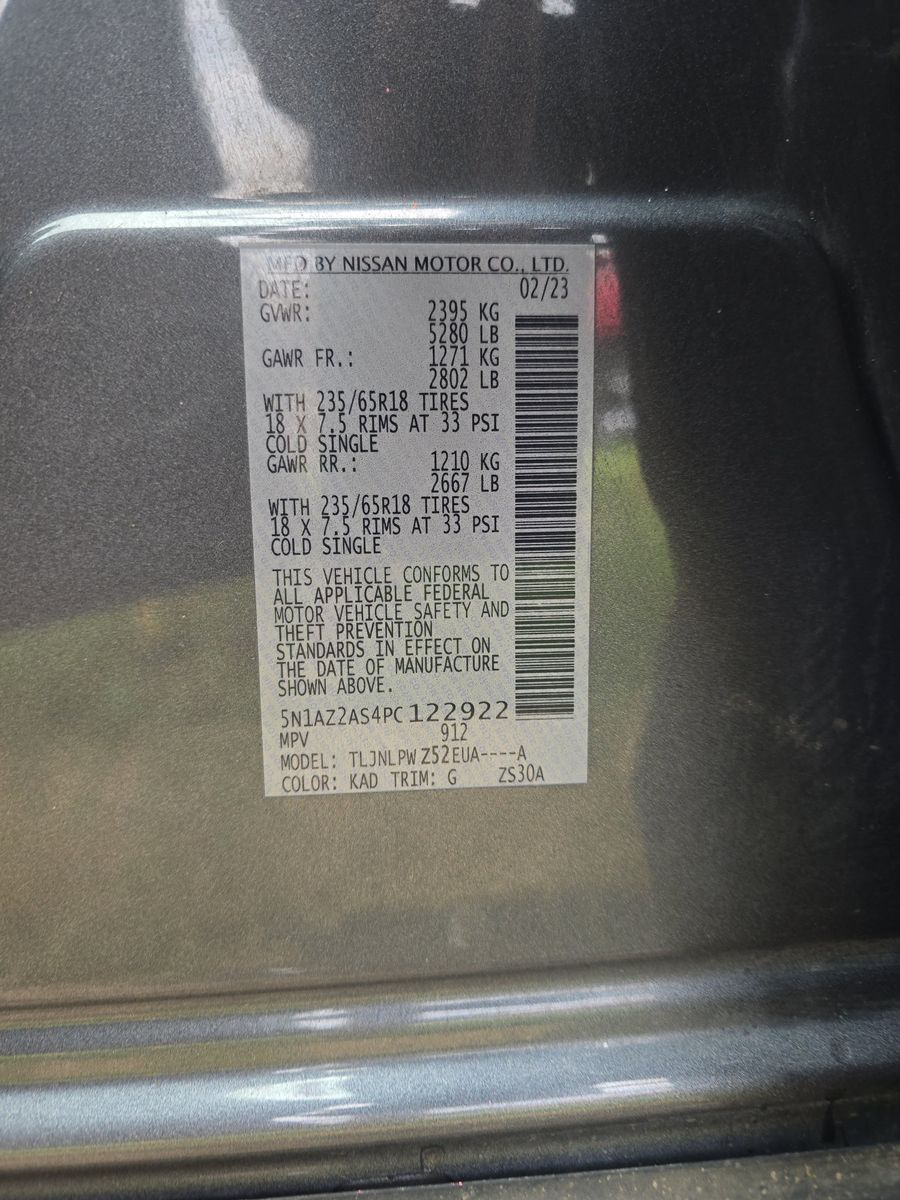 MFD BY NISSAN MOTOR CO., LTD.
DATE: 02/23
GVWR: 2395 KG
5280 LB
GAWR FR.: 1271 KG
2802 LB
WITH 235/65R18 TIRES
18 X 7.5 RIMS AT 33 PSI
COLD SINGLE
GAWR RR.: 1210 KG
2667 LB
WITH 235/65R18 TIRES
18 X 7.5 RIMS AT 33 PSI
COLD SINGLE
THIS VEHICLE CONFORMS TO
ALL APPLICABLE FEDERAL
MOTOR VEHICLE SAFETY AND
THEFT PREVENTION
STANDARDS IN EFFECT ON
THE DATE OF MANUFACTURE
SHOWN ABOVE.
5N1AZ2AS4PC122922
MPV 912
MODEL: TLJNLPW Z52EUA----A
COLOR: KAD TRIM: G ZS30A